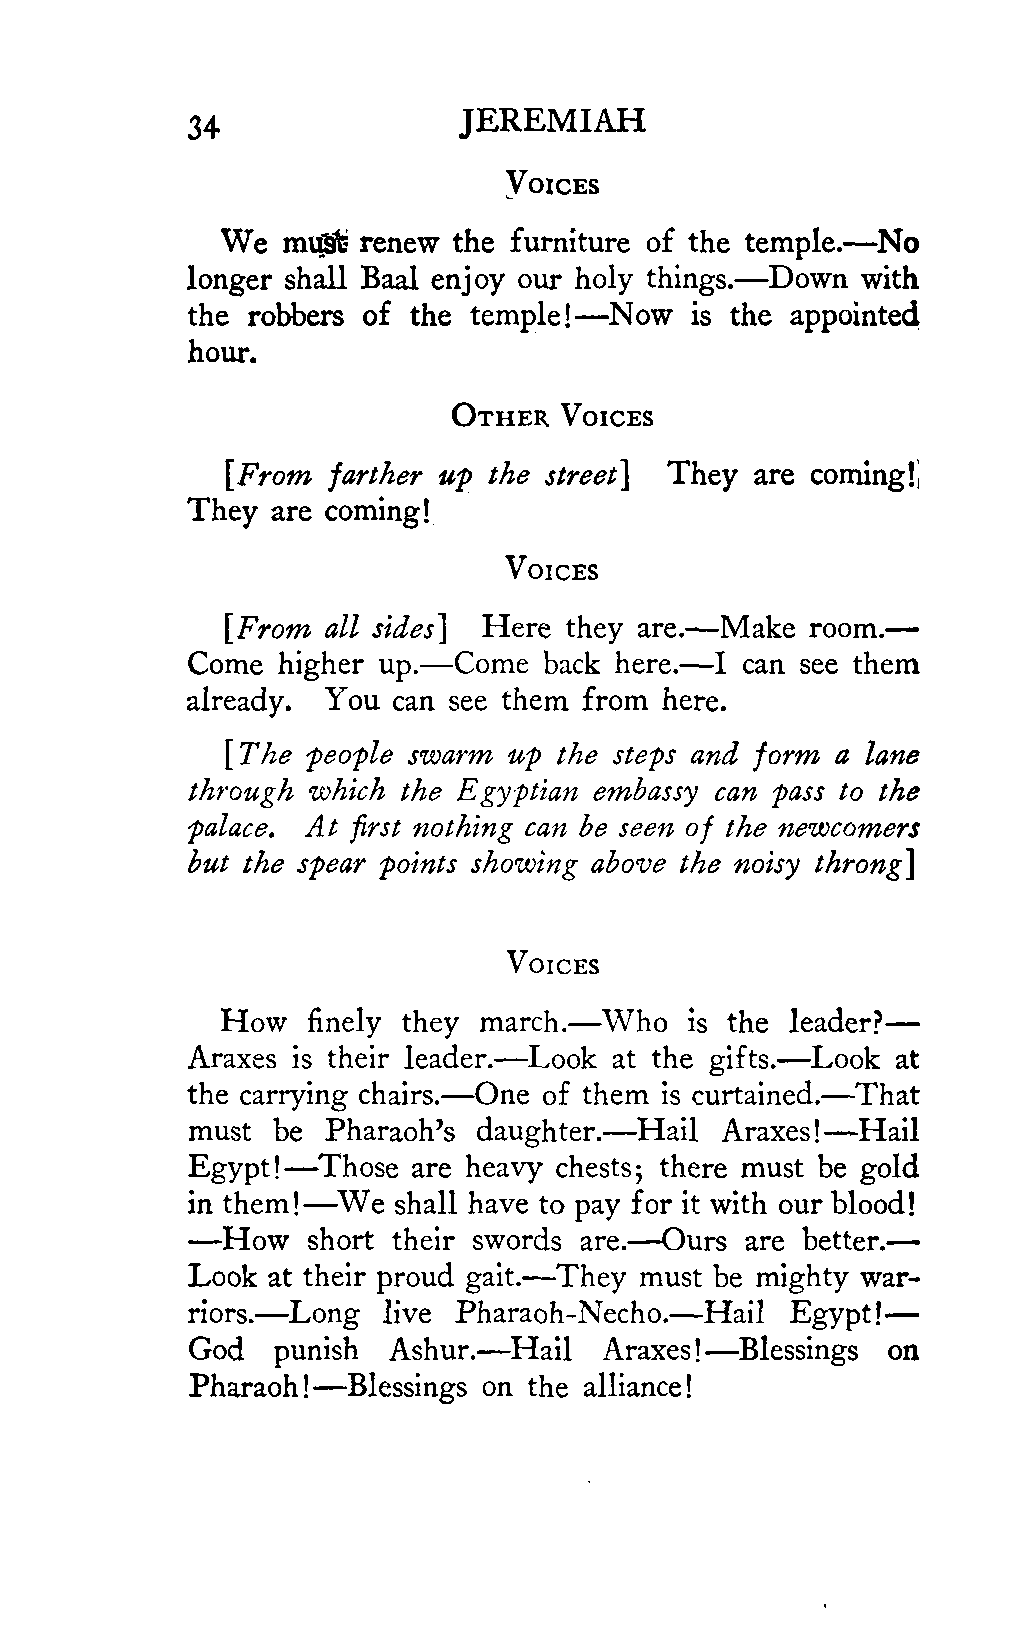 34 JEREMIAH
VOICES
We must renew the furniture of the temple.—No
longer shall Baal enjoy our holy things.—Down with
the robbers of the temple!—Now is the appointed
hour.
OTHER VOICES
[From farther up the street] They are coming!
They are coming!
VOICES
[From all sides] Here they are.—Make room.—
Come higher up.—Come back here.—I can see them
already. You can see them from here.
[The people swarm up the steps and form a lane
through which the Egyptian embassy can pass to the
palace. At first nothing can be seen of the newcomers
but the spear points showing above the noisy throng]
VOICES
How finely they march.—Who is the leader?—
Araxes is their leader.—Look at the gifts.—Look at
the carrying chairs.—One of them is curtained.—That
must be Pharaoh's daughter.—Hail Araxes!—Hail
Egypt!—Those are heavy chests; there must be gold
in them!—We shall have to pay for it with our blood!
—How short their swords are.—Ours are better.—
Look at their proud gait.—They must be mighty war-
riors.—Long live Pharaoh-Necho.—Hail Egypt!—
God punish Ashur.—Hail Araxes!—Blessings on
Pharaoh!—Blessings on the alliance!